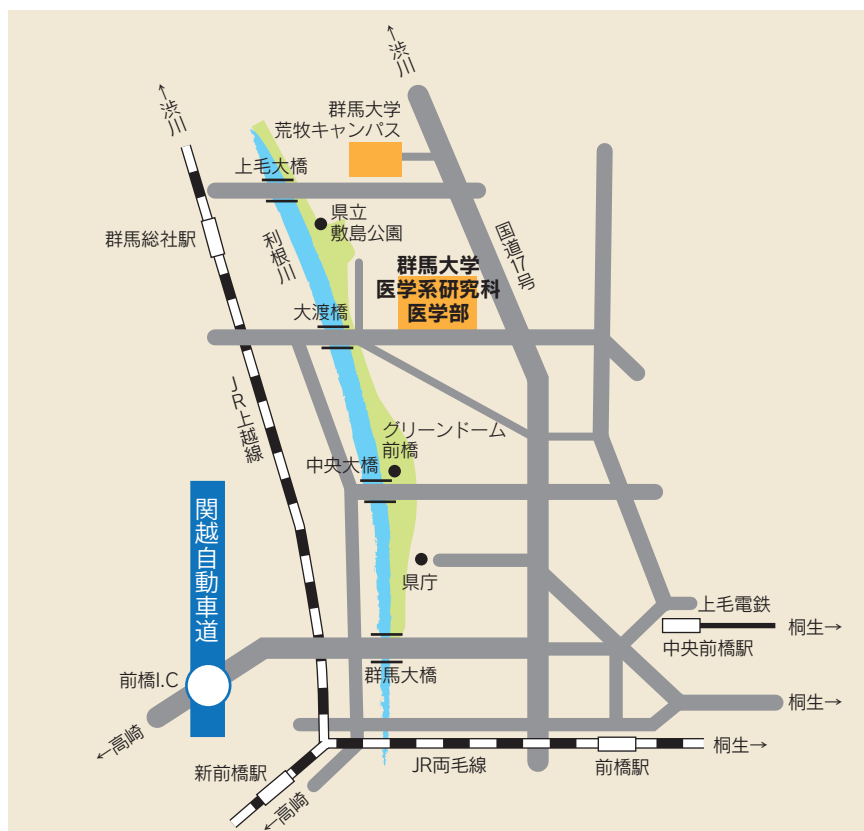 ←渋川
←渋川
群馬大学
荒牧キャンパス
上毛大橋
県立
敷島公園
群馬総社駅
利根川
国道17号
群馬大学
医学系研究科
医学部
大渡橋
JR上越線
グリーンドーム
前橋
中央大橋
関越自動車道
県庁
上毛電鉄
桐生→
中央前橋駅
群馬大橋
前橋I.C
桐生→
←高崎
桐生→
新前橋駅
JR両毛線
前橋駅
←高崎